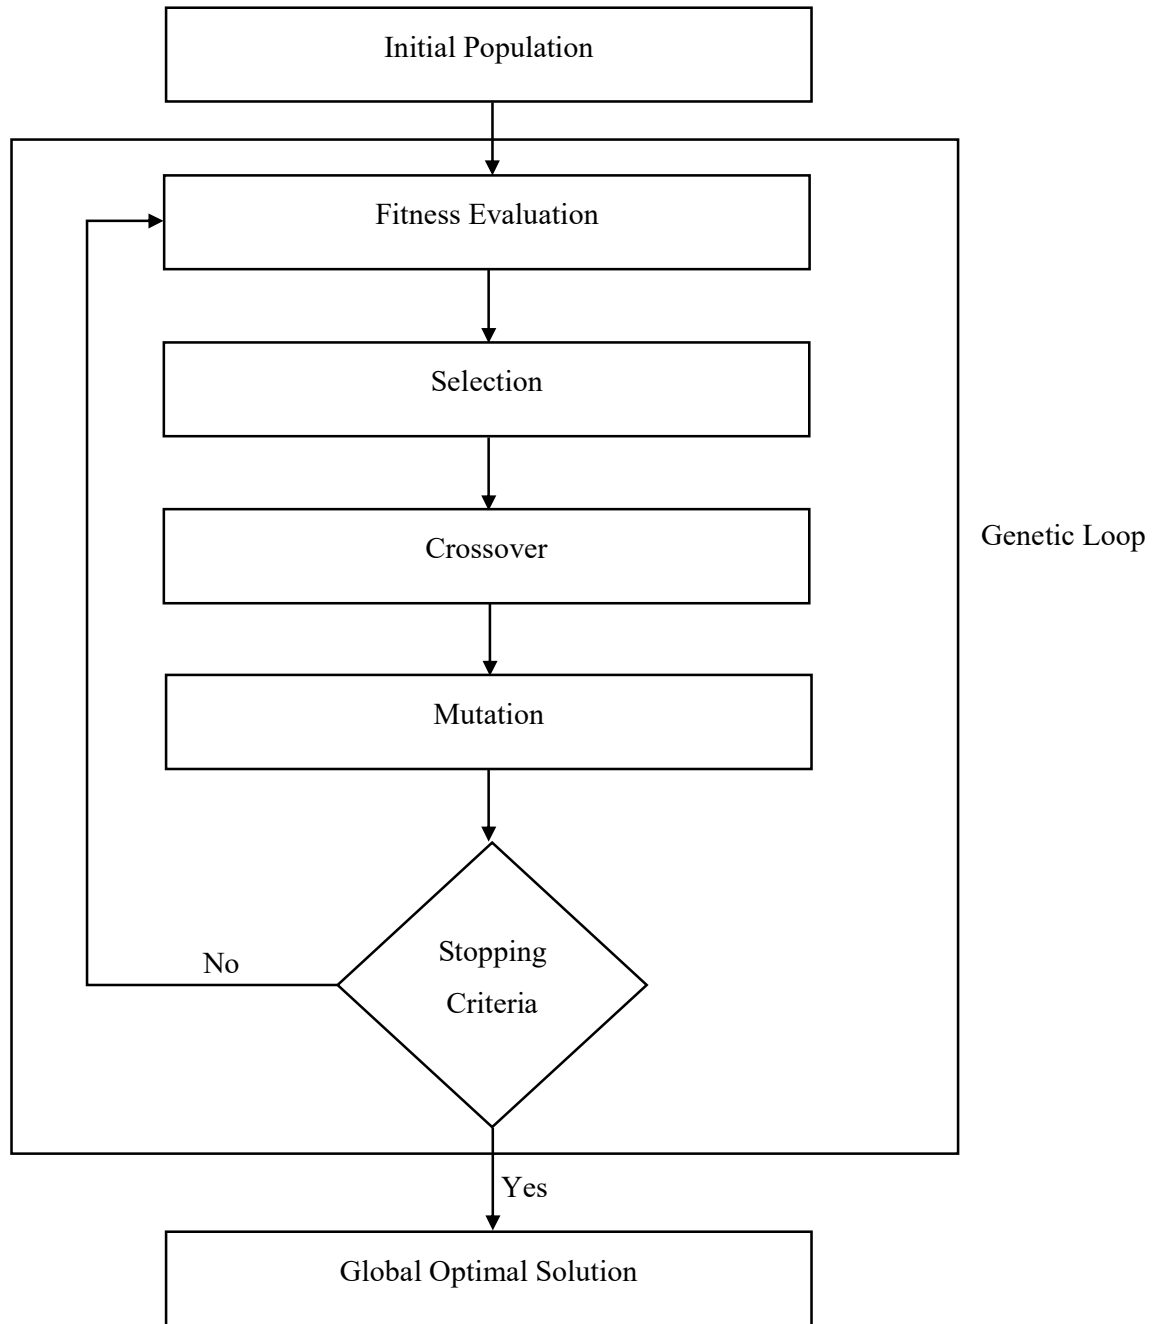 Initial Population
Fitness Evaluation
Selection
Crossover
Genetic Loop
Mutation
Stopping
Criteria
No
Yes
Global Optimal Solution